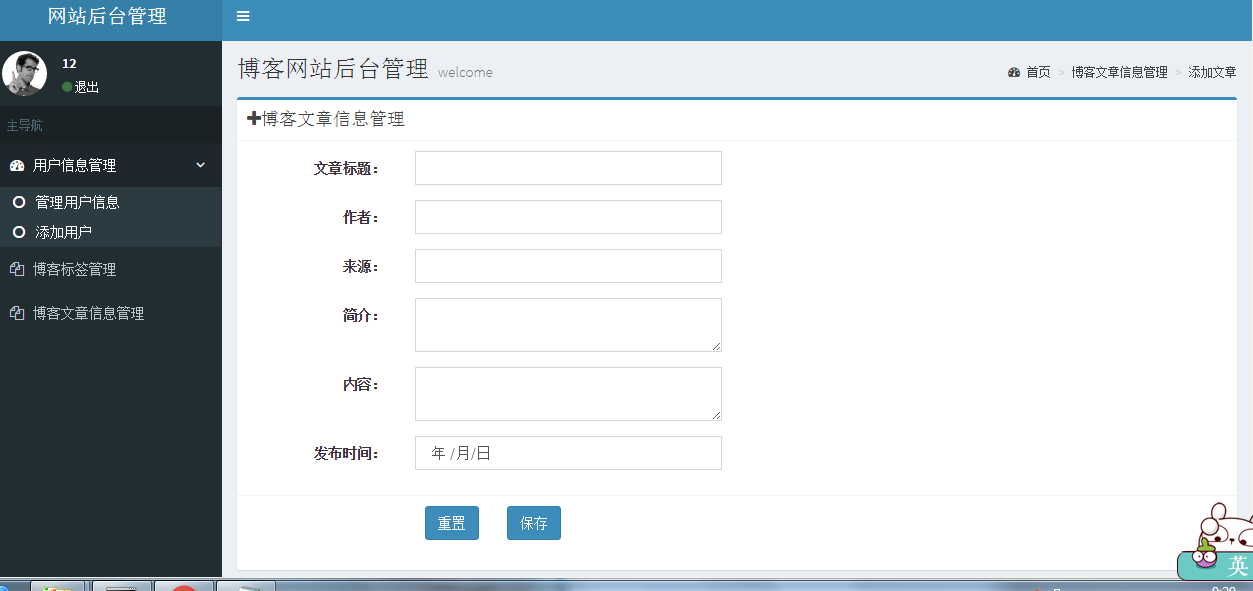 网站后台管理
12
退出
主导航
用户信息管理
管理用户信息
添加用户
博客标签管理
博客文章信息管理
博客网站后台管理 welcome
首页 > 博客文章信息管理 > 添加文章
博客文章信息管理
文章标题：
作者：
来源：
简介：
内容：
发布时间： 年 /月/日
重置 保存
英